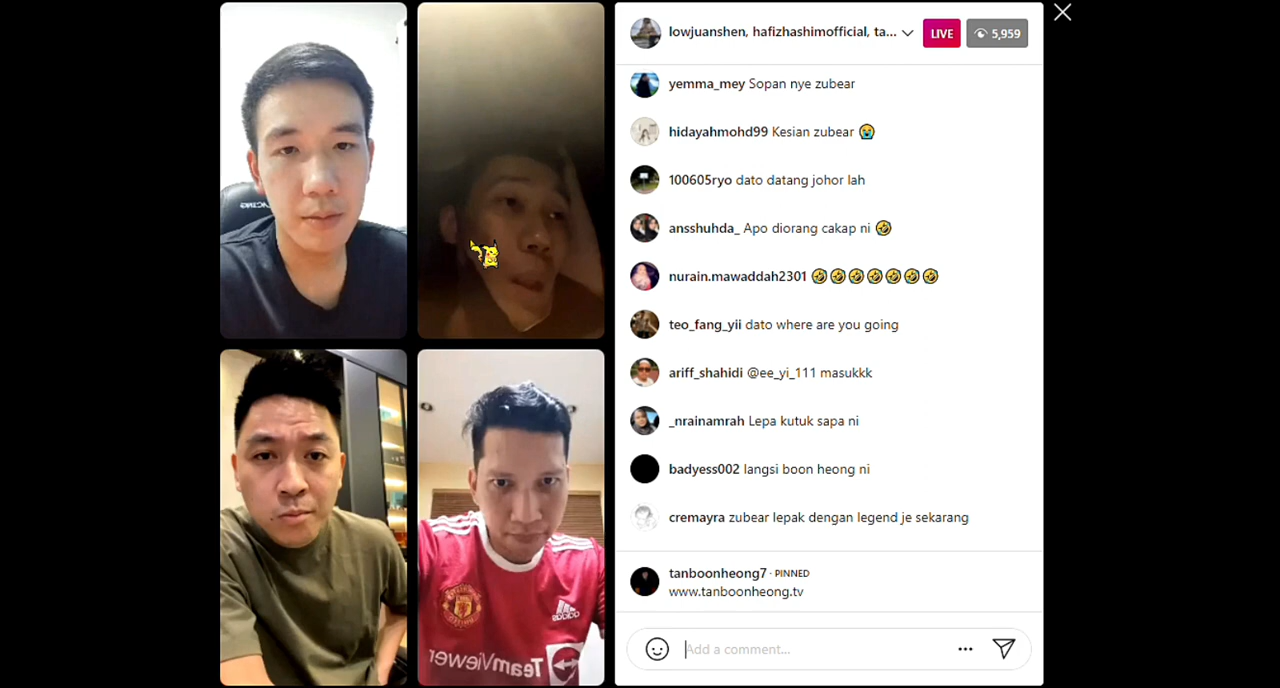 lowjuanshen, hafizhashimofficial, ta...
LIVE
5,959
yemma_mey Sopan nye zubear
hidayahmohd99 Kesian zubear 😭
100605ryo dato datang johor lah
ansshuhda_ Apo diorang cakap ni 🤣
nurain.mawaddah2301 🤣🤣🤣🤣🤣🤣🤣
teo_fang_yii dato where are you going
ariff_shahidi @ee_yi_111 masukkk
_nrainamrah Lepa kutuk sapa ni
badyess002 langsi boon heong ni
cremayra zubear lepak dengan legend je sekarang
tanboonheong7 · PINNED
www.tanboonheong.tv
Add a comment...
adidas
TeamViewer